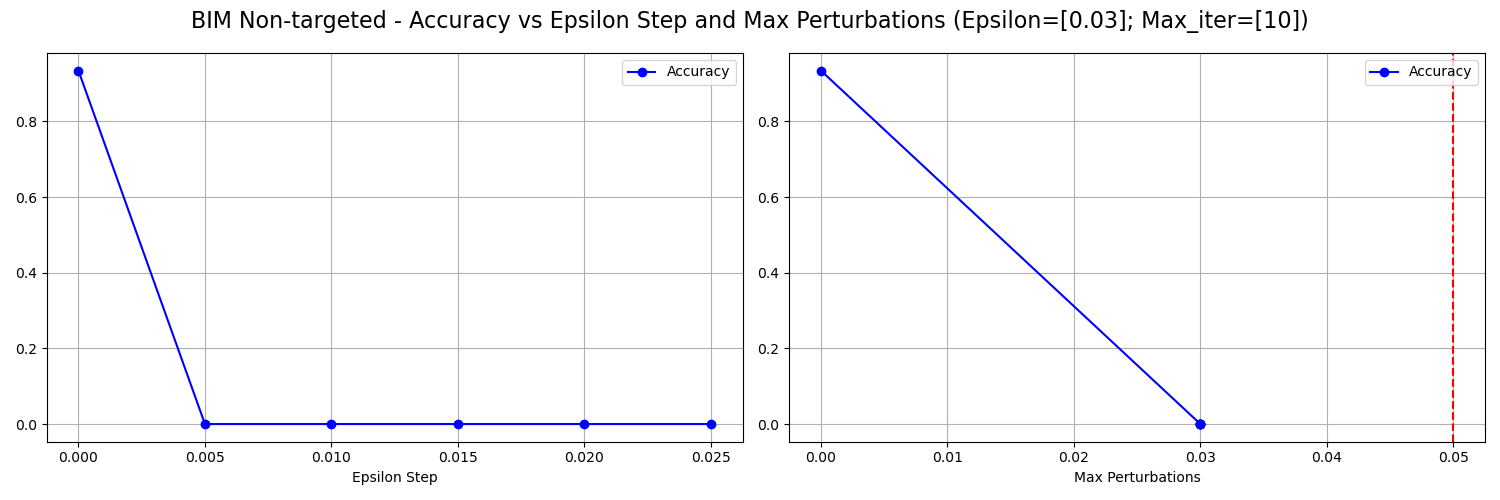 BIM Non-targeted - Accuracy vs Epsilon Step and Max Perturbations (Epsilon=[0.03]; Max_iter=[10])
Accuracy
0.8
0.6
0.4
0.2
0.0
0.000 0.005 0.010 0.015 0.020 0.025
Epsilon Step
Accuracy
0.8
0.6
0.4
0.2
0.0
0.00 0.01 0.02 0.03 0.04 0.05
Max Perturbations